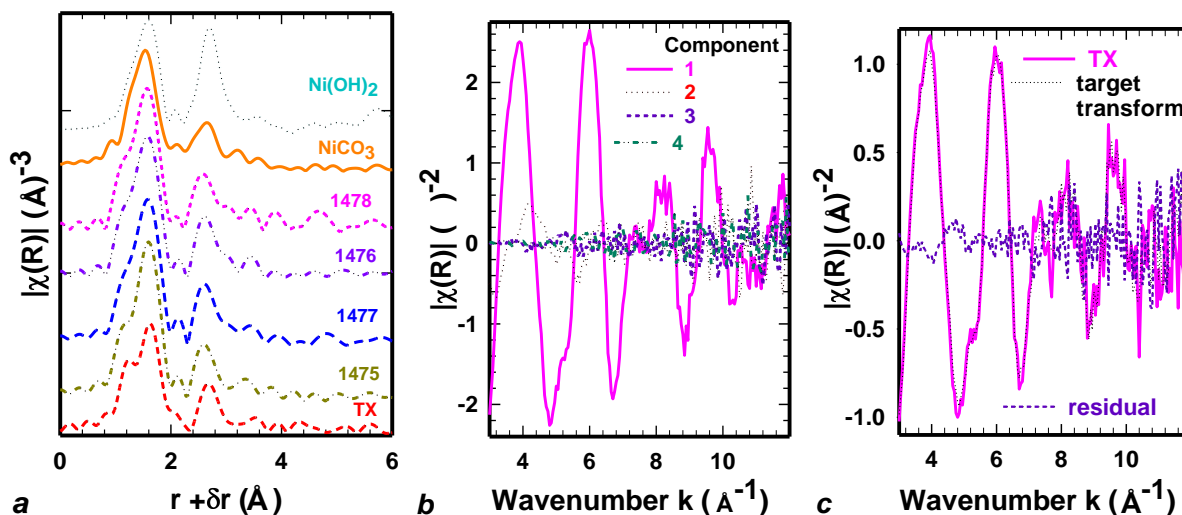 |χ(R)| (Å)⁻³
Ni(OH)₂
NiCO₃
1478
1476
1477
1475
TX
0 2 4 6
r +δr (Å)
a
|χ(R)| ( )⁻²
2
1
0
-1
-2
Component
1
2
3
4
4 6 8 10
Wavenumber k ( Å⁻¹)
b
|χ(R)| (Å)⁻²
1.0
0.5
0.0
-0.5
-1.0
TX
target
transform
residual
4 6 8 10
Wavenumber k ( Å⁻¹)
c